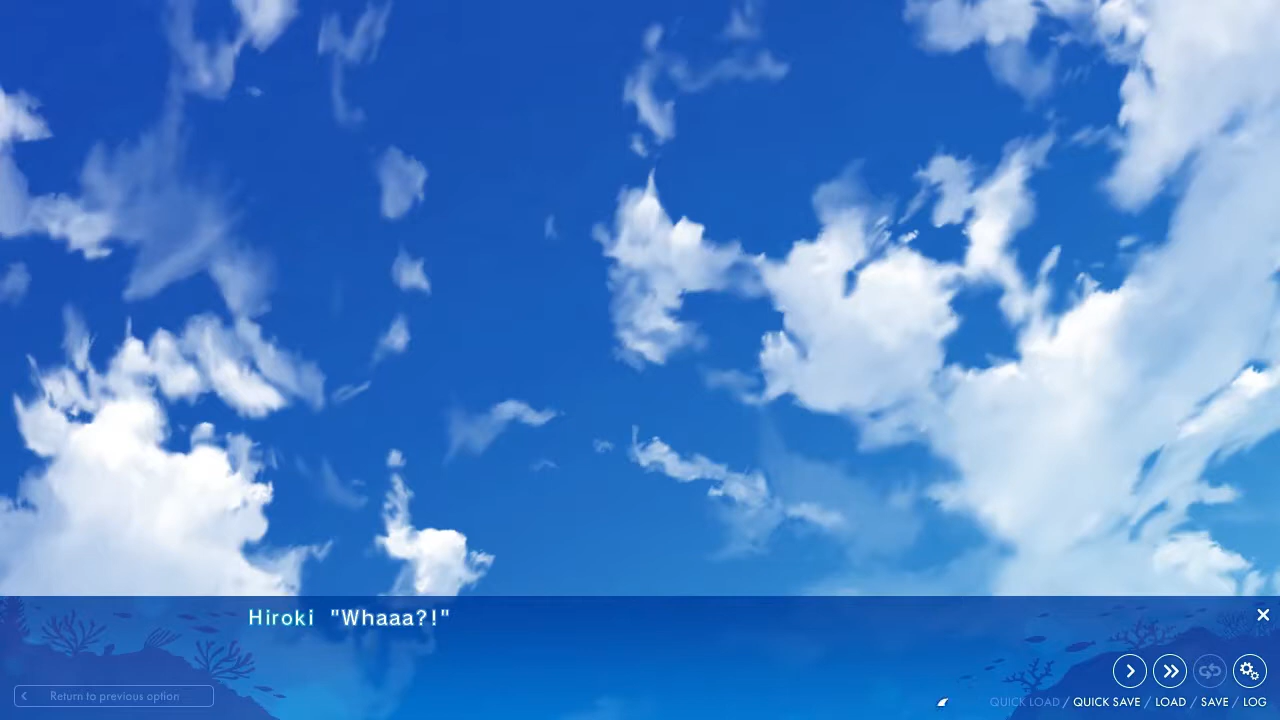 Hiroki "Whaaa?!"
Return to previous option
QUICK LOAD / QUICK SAVE / LOAD / SAVE / LOG